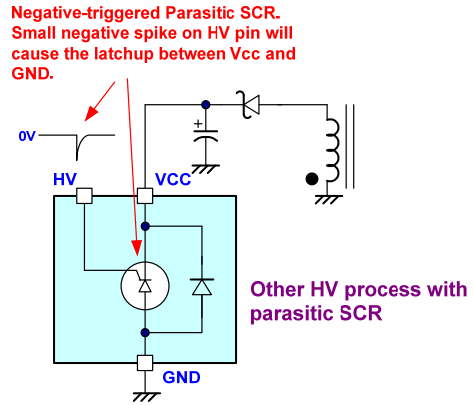 Negative-triggered Parasitic SCR.
Small negative spike on HV pin will
cause the latchup between Vcc and
GND.
0V
+
HV
VCC
Other HV process with
parasitic SCR
GND